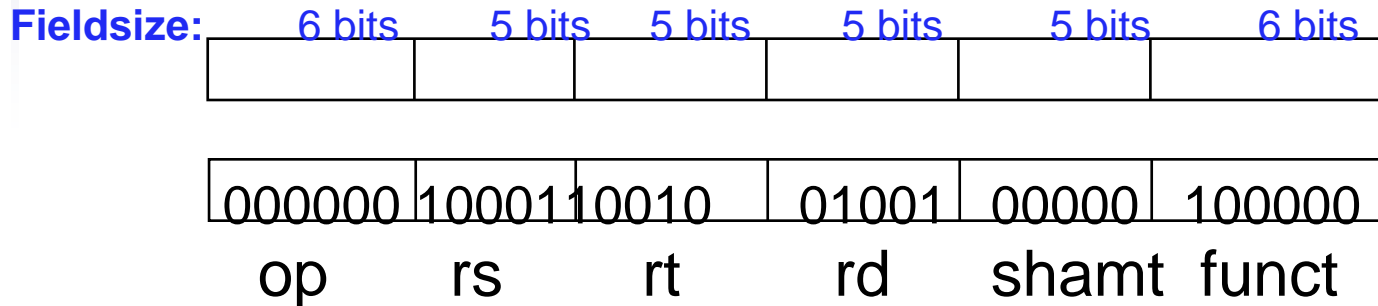 Fieldsize: 6 bits 5 bits 5 bits 5 bits 5 bits 6 bits
000000 10001 10010 01001 00000 100000
op rs rt rd shamt funct